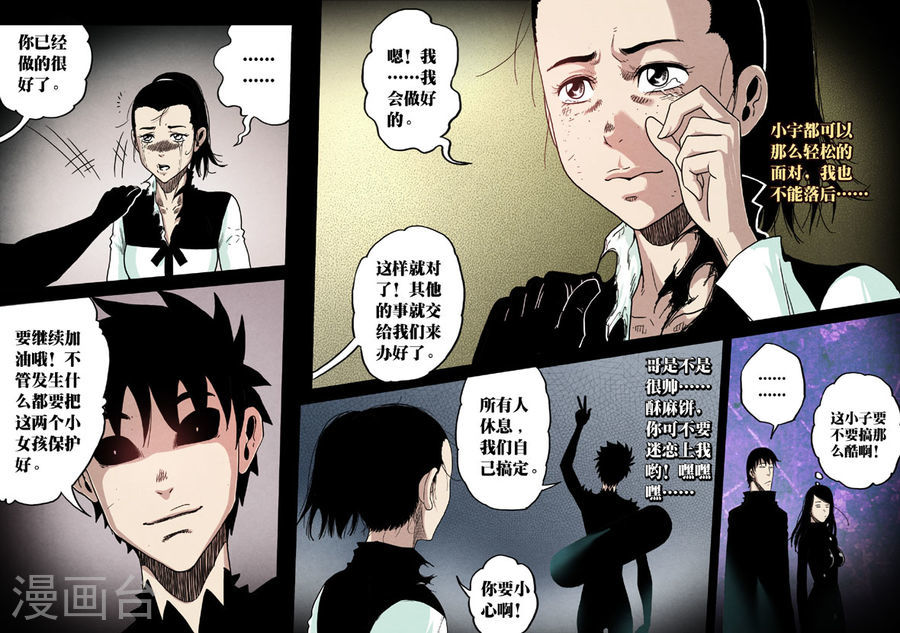 你已经
做的很
好了。
……
……
要继续加
油哦！不
管发生什
么都要把
这两个小
女孩保护
好。
嗯！我
……我
会做好
的。
小宇都可以
那么轻松的
面对，我也
不能落后……
这样就对
了！其他
的事就交
给我们来
办好了。
所有人
休息，
我们自
己搞定。
哥是不是
很帅……
酥麻饼，
你可不要
迷恋上我
哟！嘿嘿
嘿……
你要小
心啊！
……
……
这小子要
不要搞那
么酷啊！
漫画台